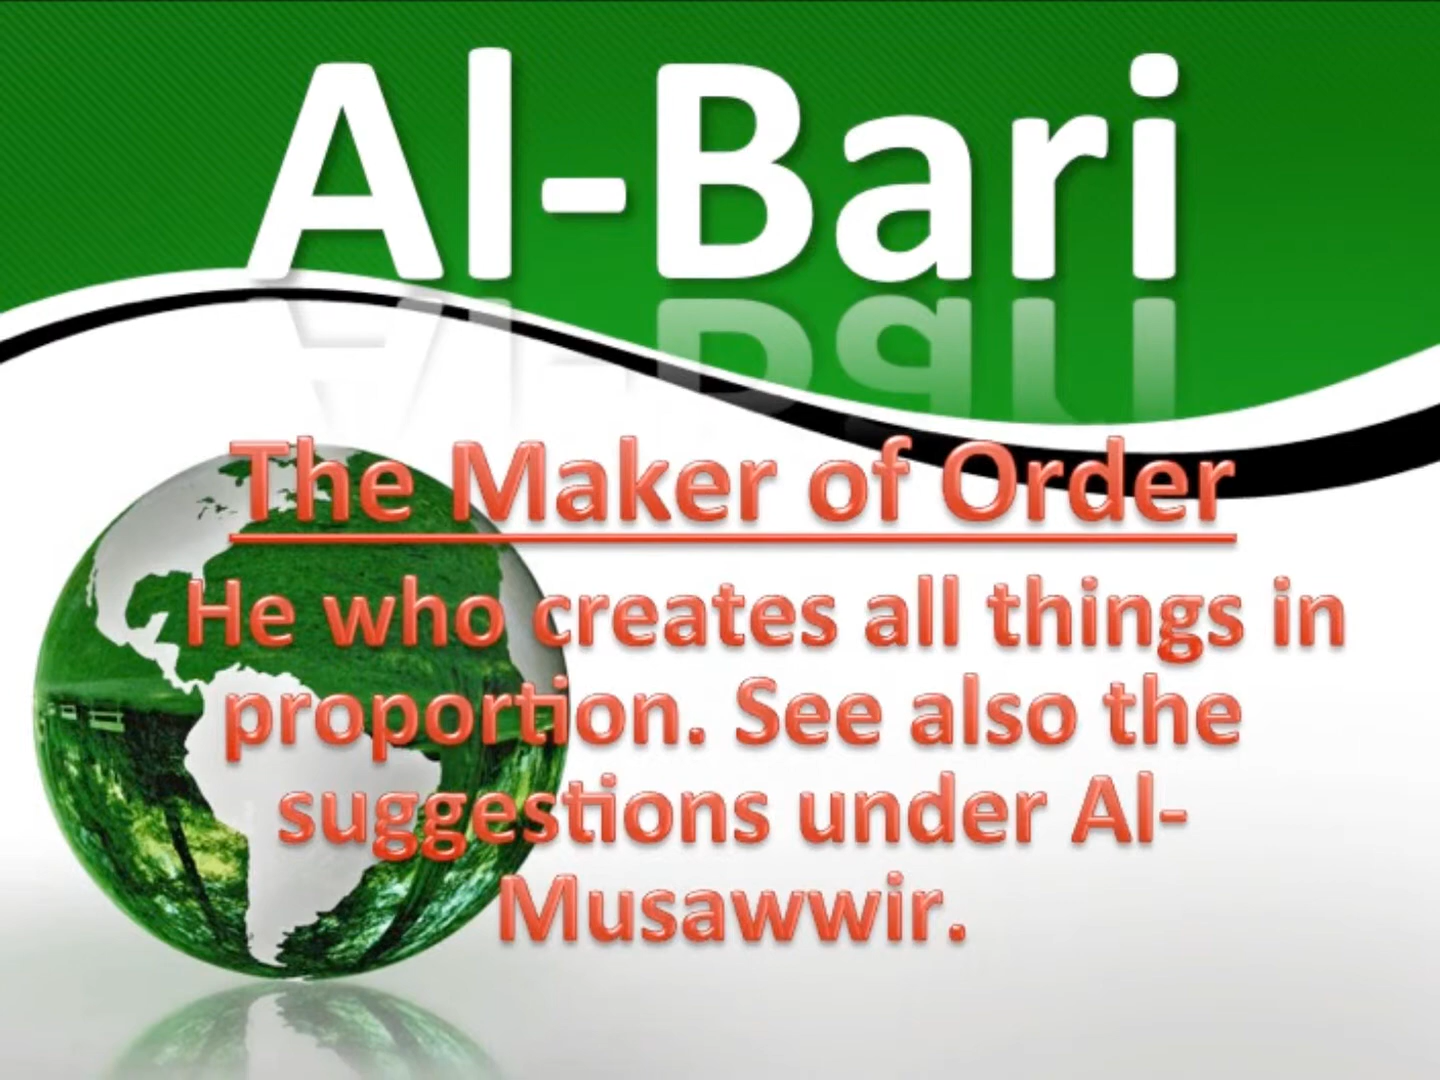 Al-Bari
The Maker of Order
He who creates all things in
proportion. See also the
suggestions under Al-
Musawwir.